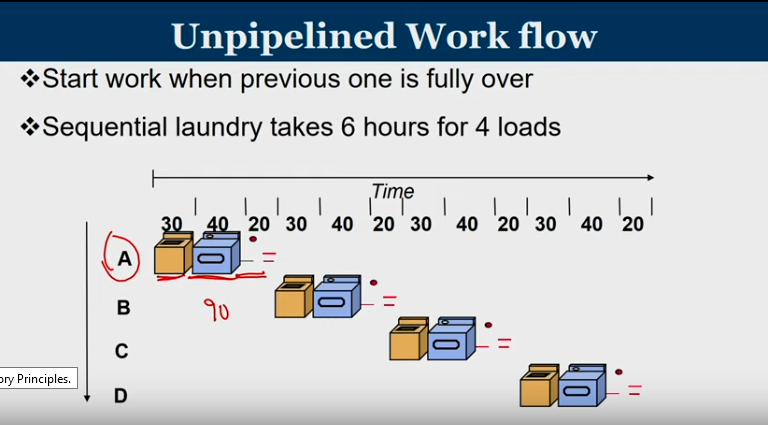 Unpipelined Work flow
❖Start work when previous one is fully over
❖Sequential laundry takes 6 hours for 4 loads
Time
30 40 20 30 40 20 30 40 20 30 40 20
A
B 90
C
ory Principles.
D